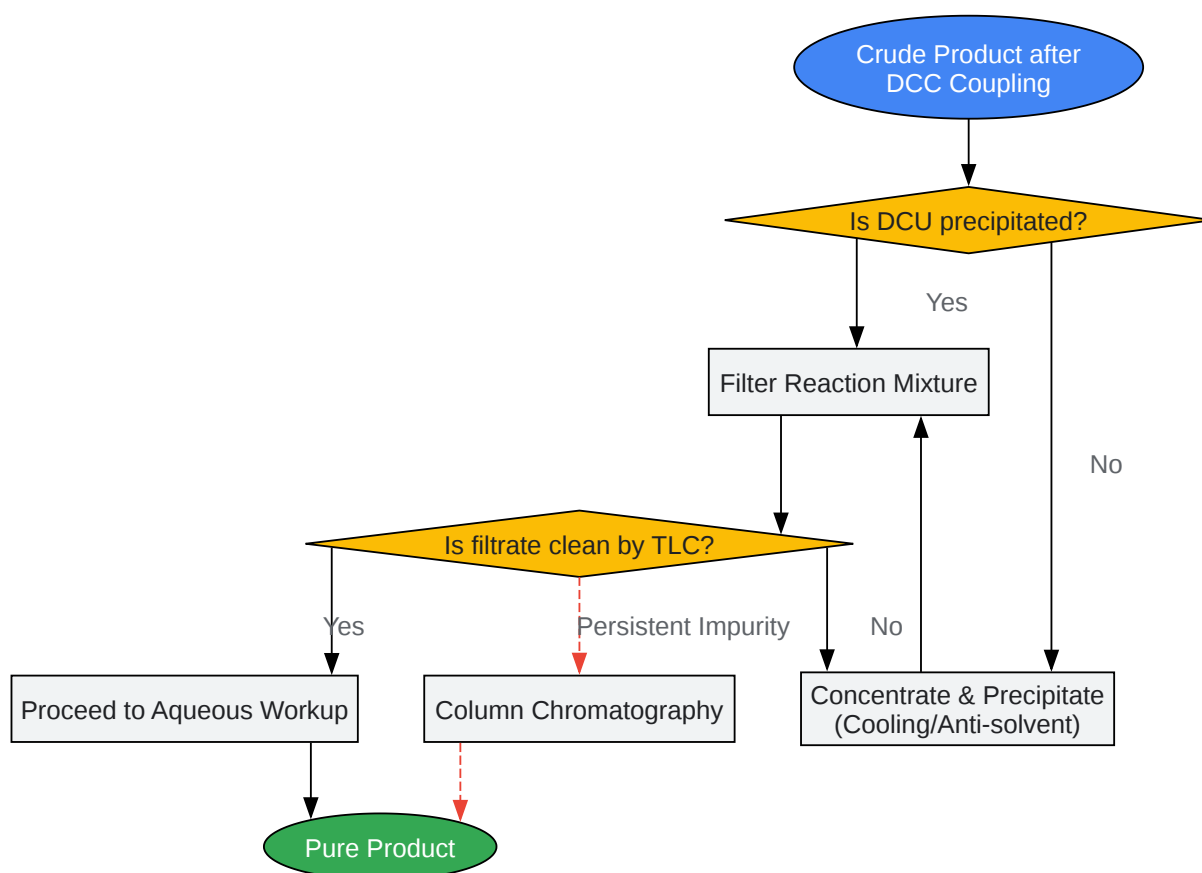 Crude Product after
DCC Coupling
Is DCU precipitated?
Yes
Filter Reaction Mixture
No
Is filtrate clean by TLC?
Yes
Persistent Impurity
No
Proceed to Aqueous Workup
Column Chromatography
Concentrate & Precipitate
(Cooling/Anti-solvent)
Pure Product